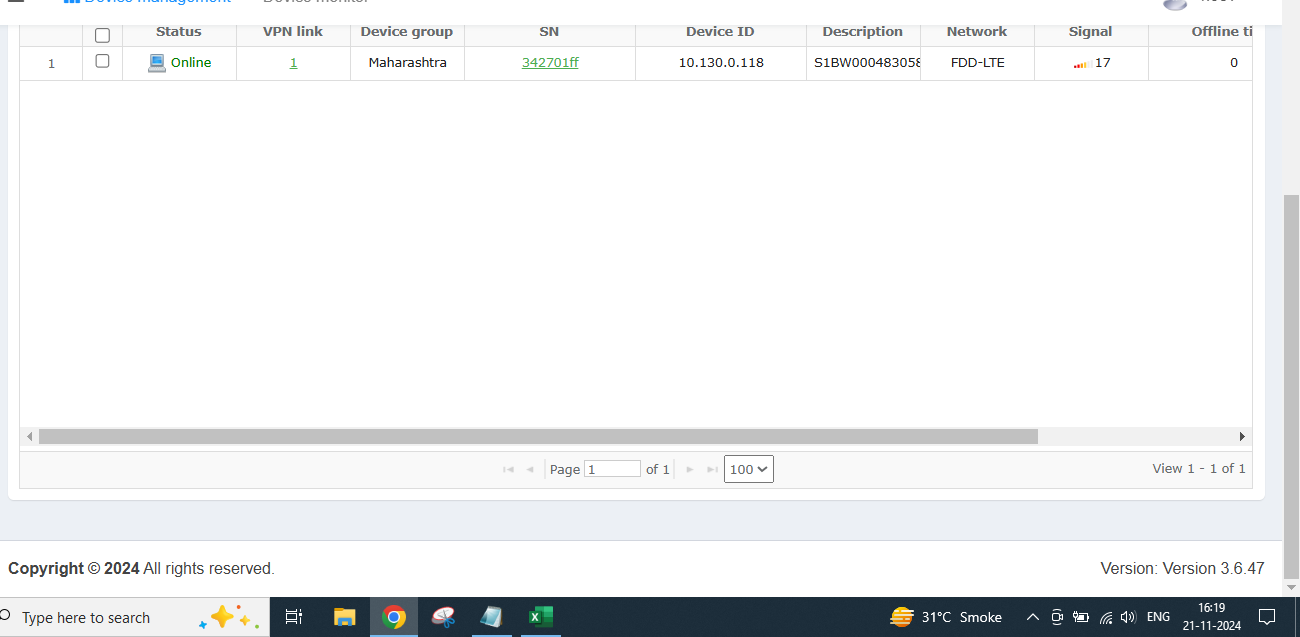 Device management Device monitor
Status VPN link Device group SN Device ID Description Network Signal Offline ti
1 Online 1 Maharashtra 342701ff 10.130.0.118 S1BW000483058 FDD-LTE 17 0
Page 1 of 1 100 View 1 - 1 of 1
Copyright © 2024 All rights reserved. Version: Version 3.6.47
Type here to search 31°C Smoke ENG 16:19
21-11-2024